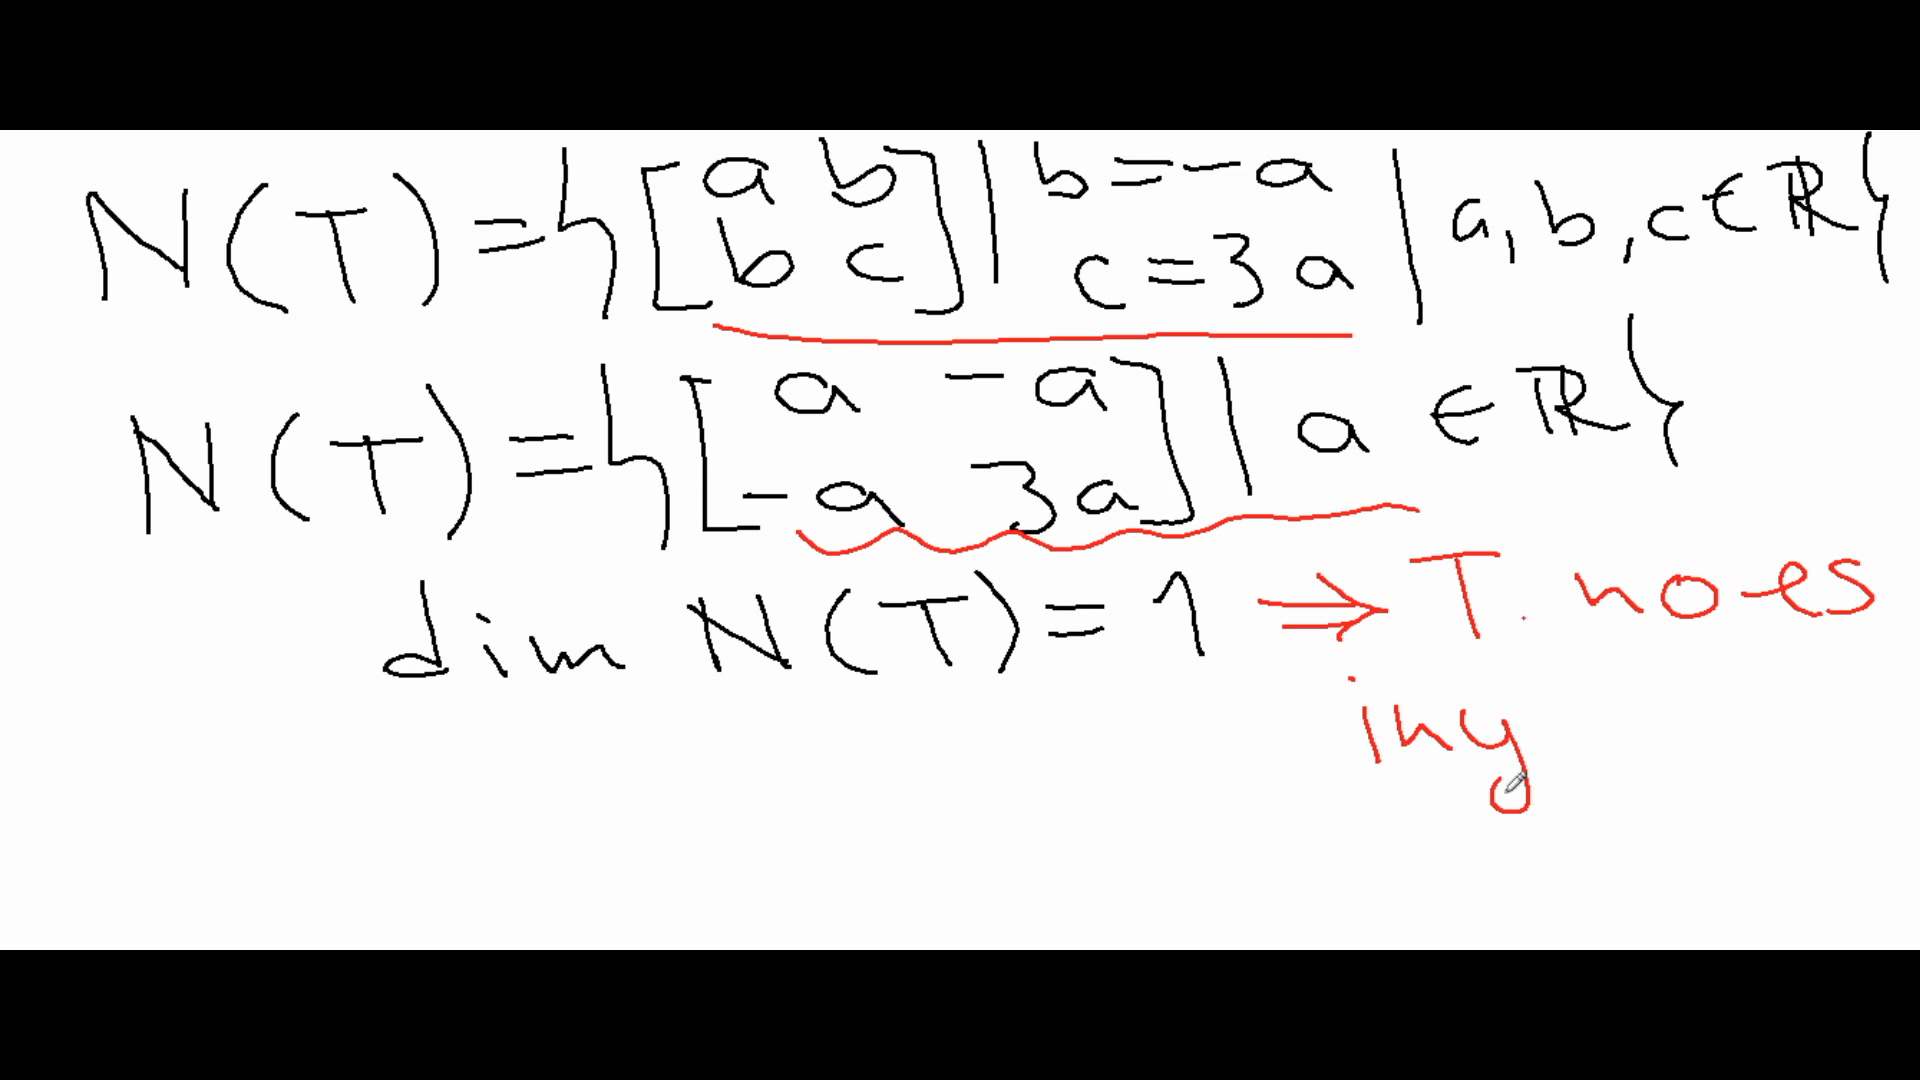 N(T) = { [a b b c] | b = -a c = 3a | a, b, c ∈ ℝ }
N(T) = { [a -a -a 3a] | a ∈ ℝ }
dim N(T) = 1 ⇒ T. no es
iny